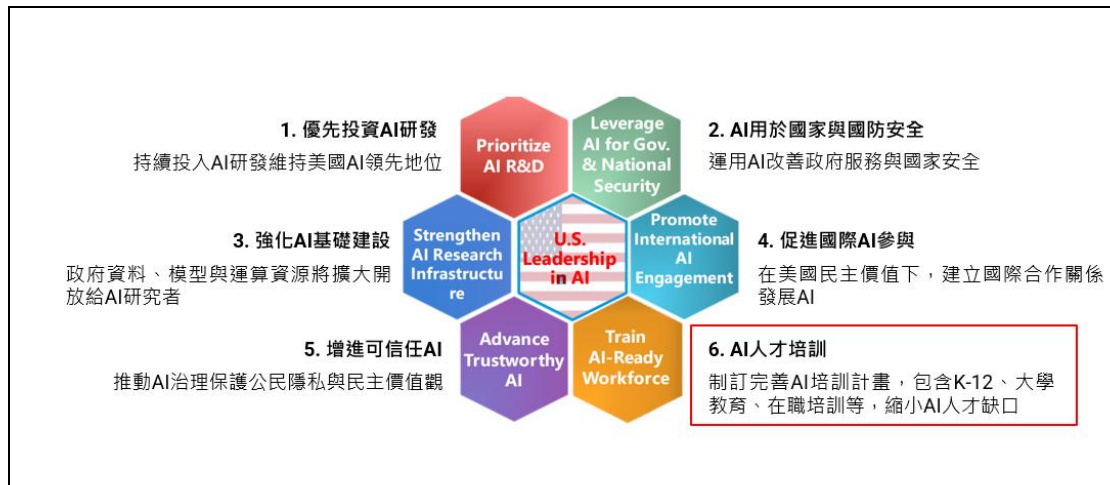 1. 優先投資AI研發
持續投入AI研發維持美國AI領先地位
Prioritize
AI R&D
Leverage
AI for Gov.
& National
Security
2. AI用於國家與國防安全
運用AI改善政府服務與國家安全
3. 強化AI基礎建設
政府資料、模型與運算資源將擴大開
放給AI研究者
Strengthen
AI Research
Infrastructu
re
U.S.
Leadership
in AI
Promote
International
AI
Engagement
4. 促進國際AI參與
在美國民主價值下，建立國際合作關係
發展AI
5. 增進可信任AI
推動AI治理保護公民隱私與民主價值觀
Advance
Trustworthy
AI
Train
AI-Ready
Workforce
6. AI人才培訓
制訂完善AI培訓計畫，包含K-12、大學
教育、在職培訓等，縮小AI人才缺口